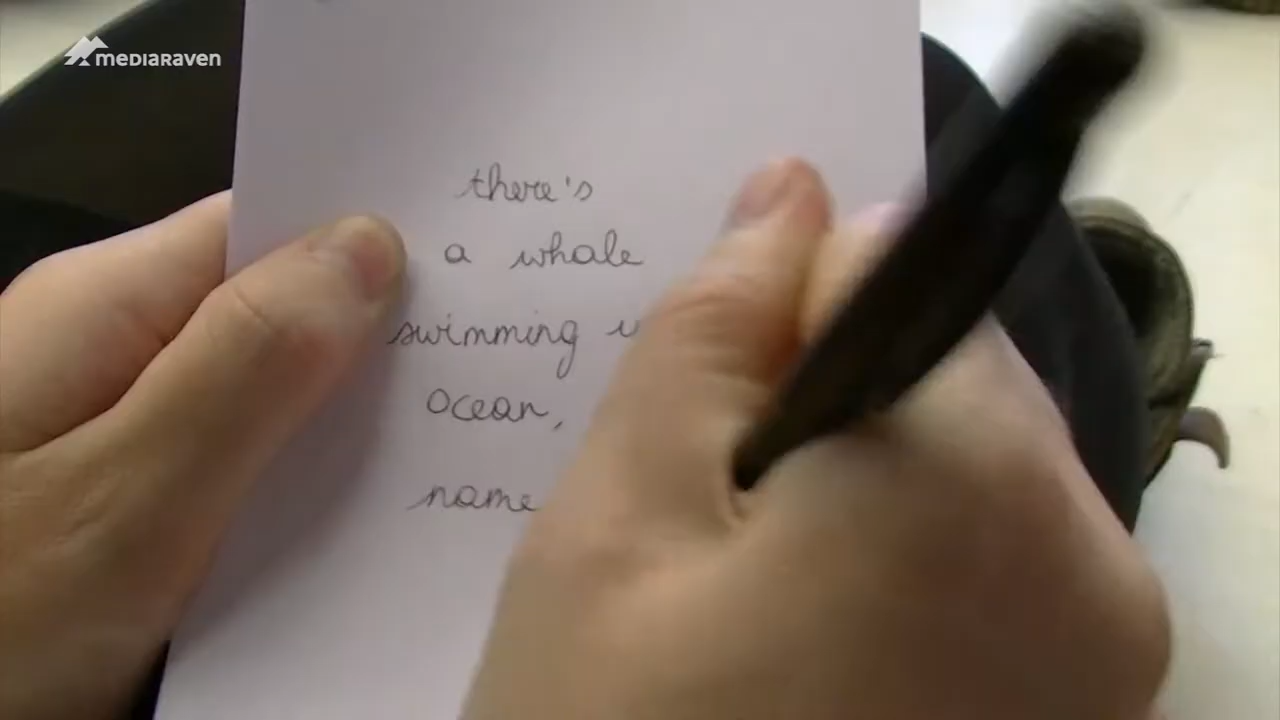 mediaraven
there's
a whale
swimming
ocean,
name